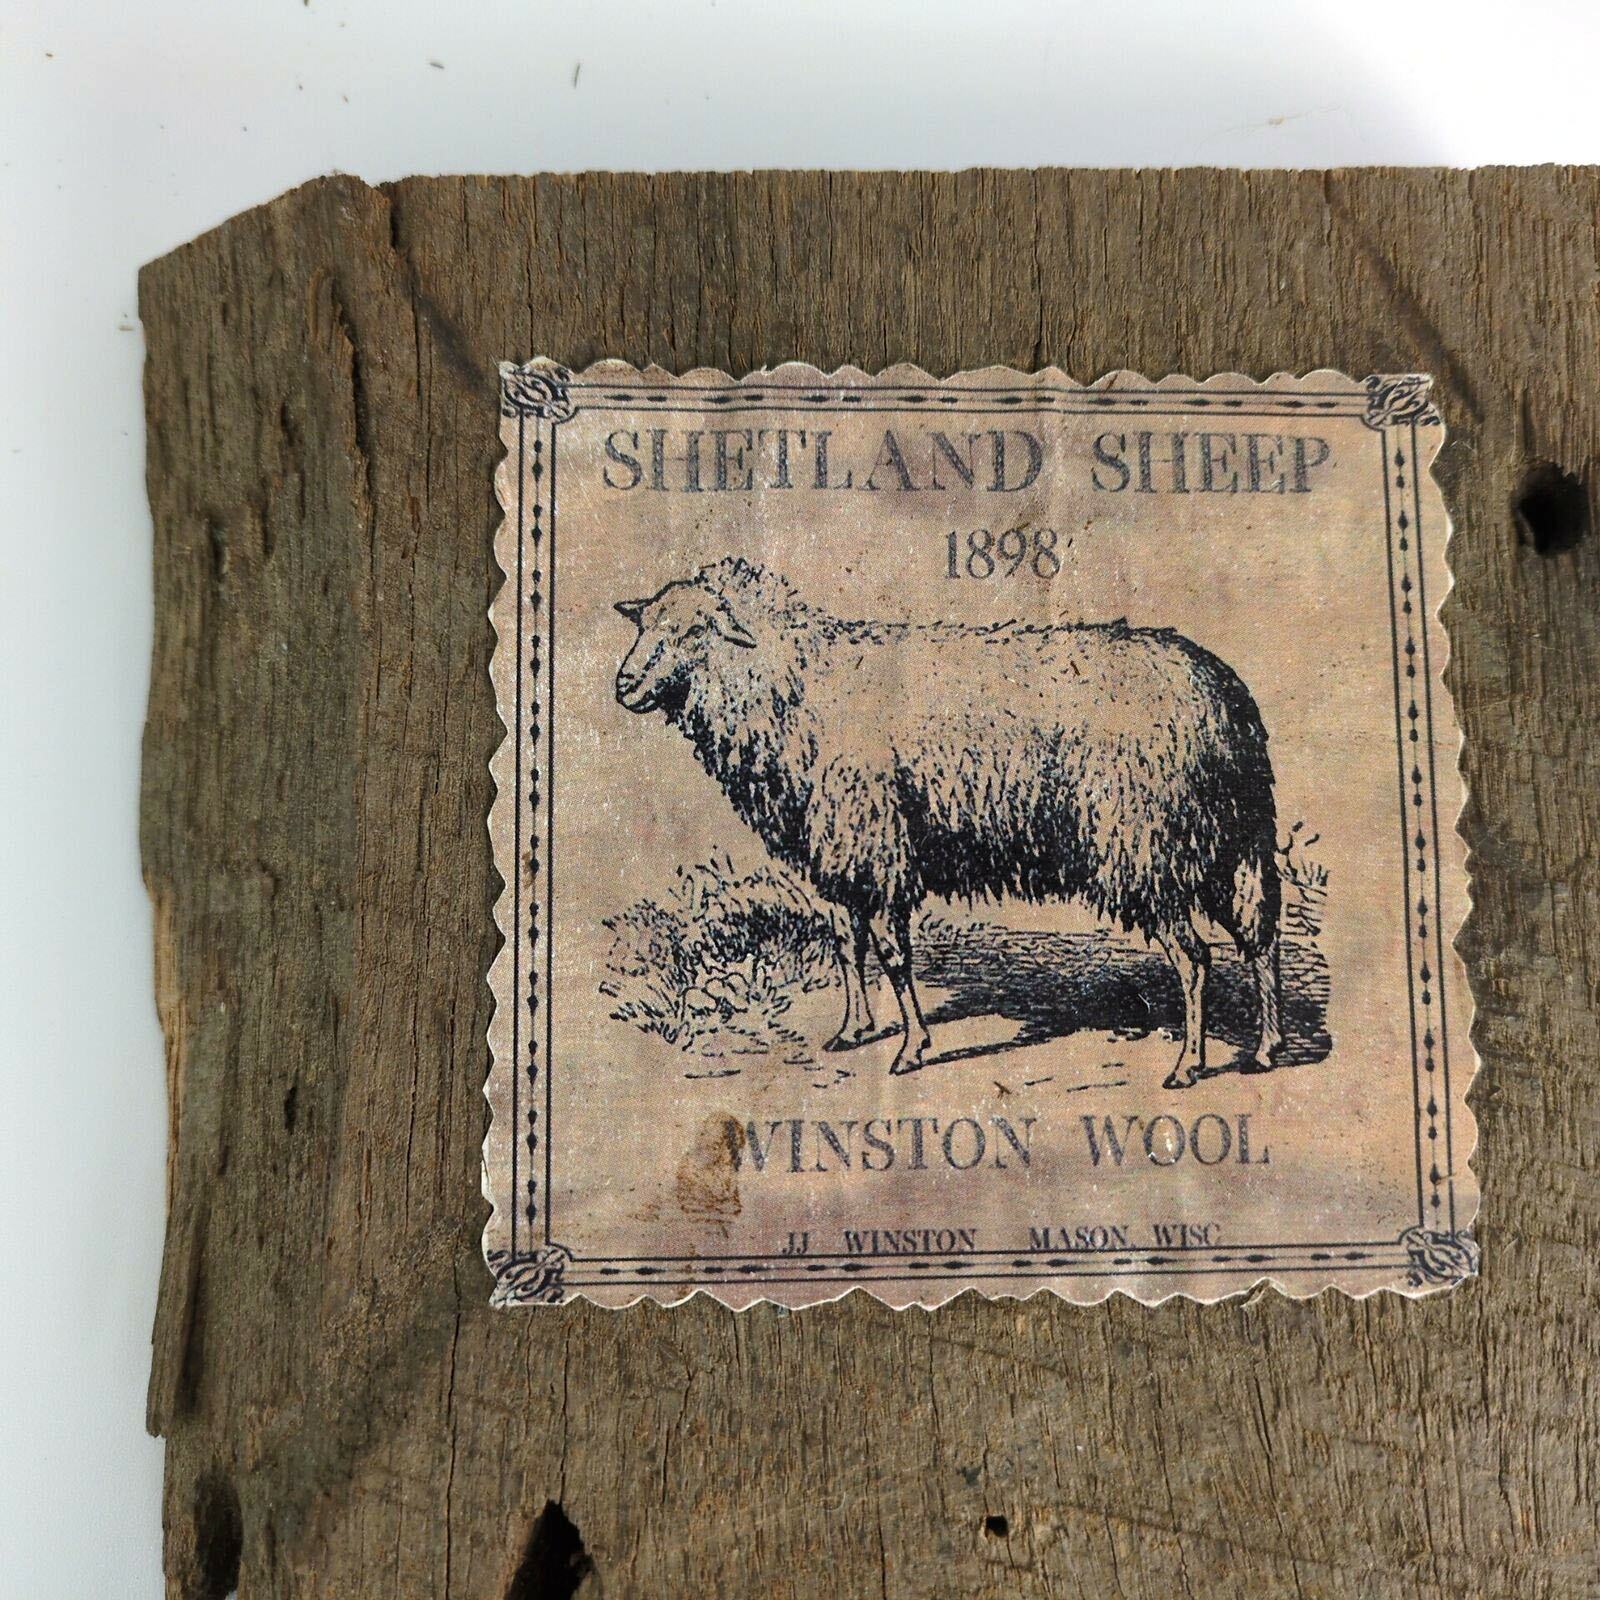 SHETLAND SHEEP
1898
WINSTON WOOL
JJ WINSTON MASON, WISC